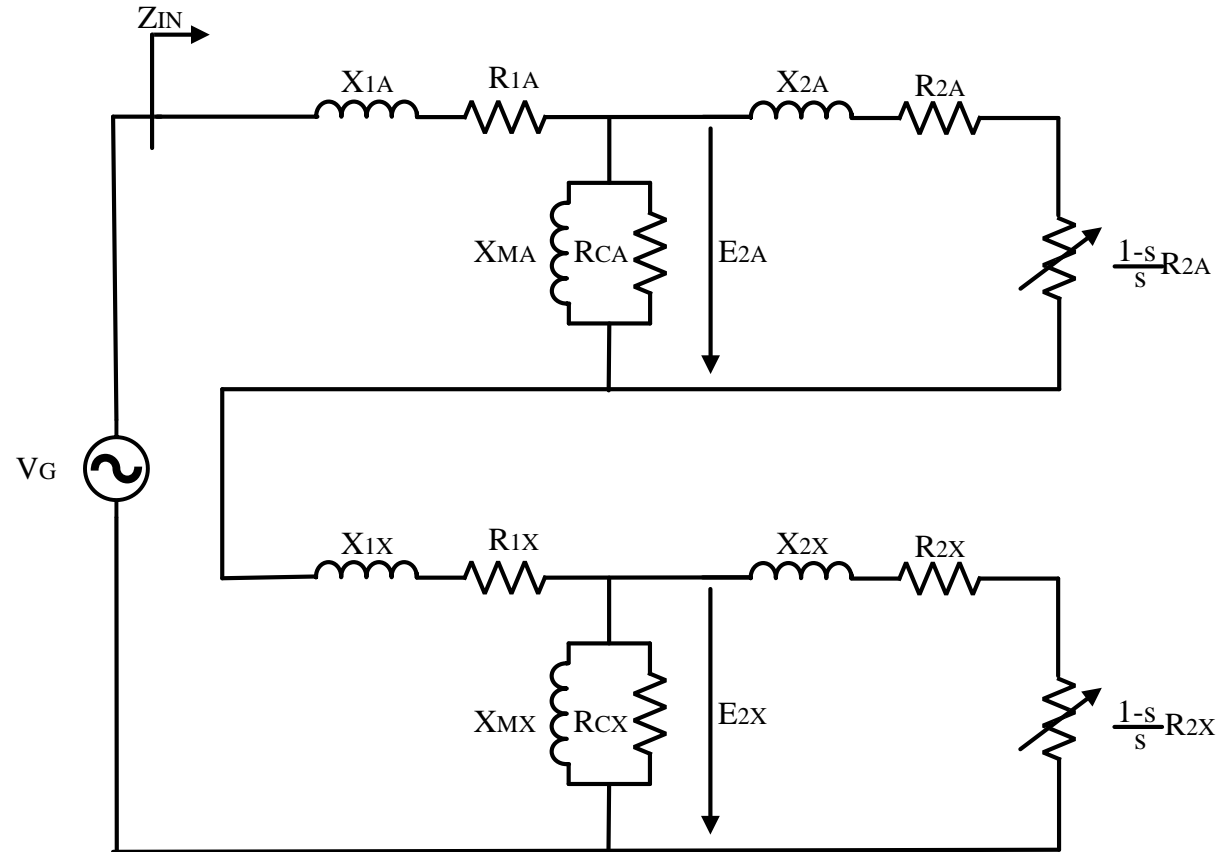 ZIN
X1A
R1A
X2A
R2A
XMA
RCA
E2A
1-s
s
R2A
VG
X1X
R1X
X2X
R2X
XMX
RCX
E2X
1-s
s
R2X